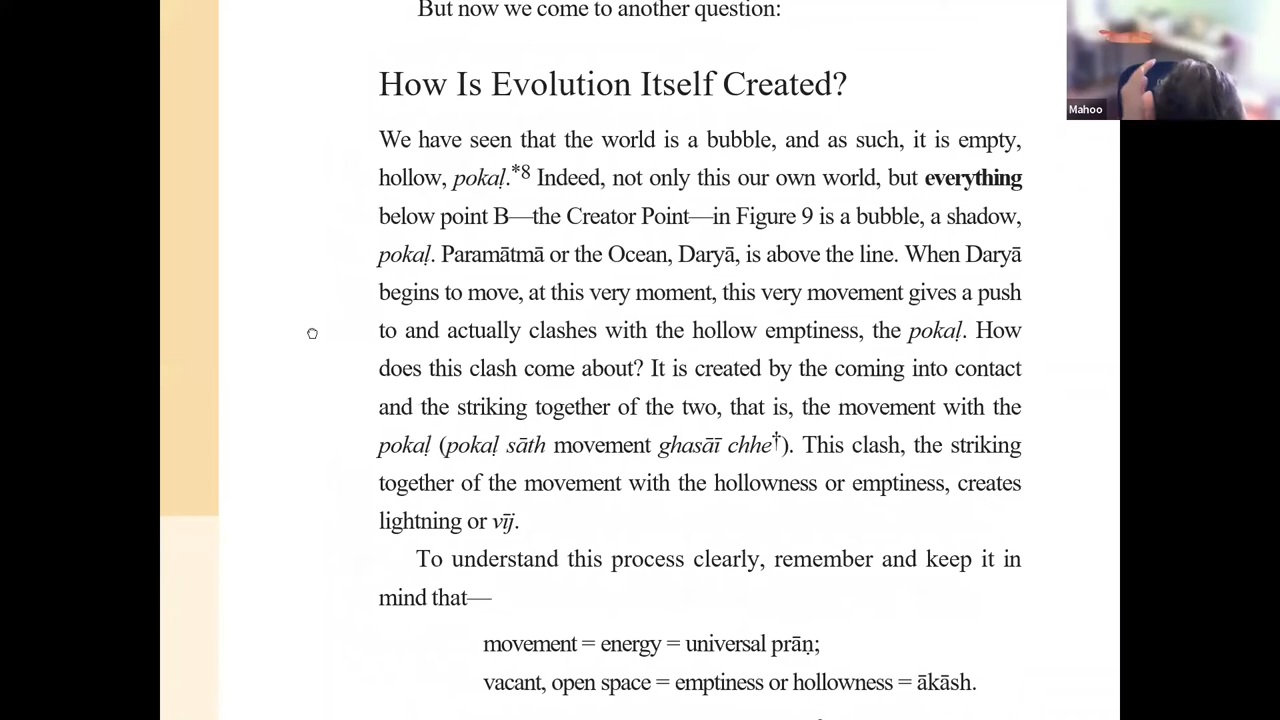 But now we come to another question:
How Is Evolution Itself Created?
We have seen that the world is a bubble, and as such, it is empty,
hollow, pokaḷ.*8 Indeed, not only this our own world, but everything
below point B—the Creator Point—in Figure 9 is a bubble, a shadow,
pokaḷ. Paramātmā or the Ocean, Daryā, is above the line. When Daryā
begins to move, at this very moment, this very movement gives a push
to and actually clashes with the hollow emptiness, the pokaḷ. How
does this clash come about? It is created by the coming into contact
and the striking together of the two, that is, the movement with the
pokaḷ (pokaḷ sāth movement ghasāī chhe†). This clash, the striking
together of the movement with the hollowness or emptiness, creates
lightning or vīj.
To understand this process clearly, remember and keep it in
mind that—
movement = energy = universal prāṇ;
vacant, open space = emptiness or hollowness = ākāsh.
Mahoo